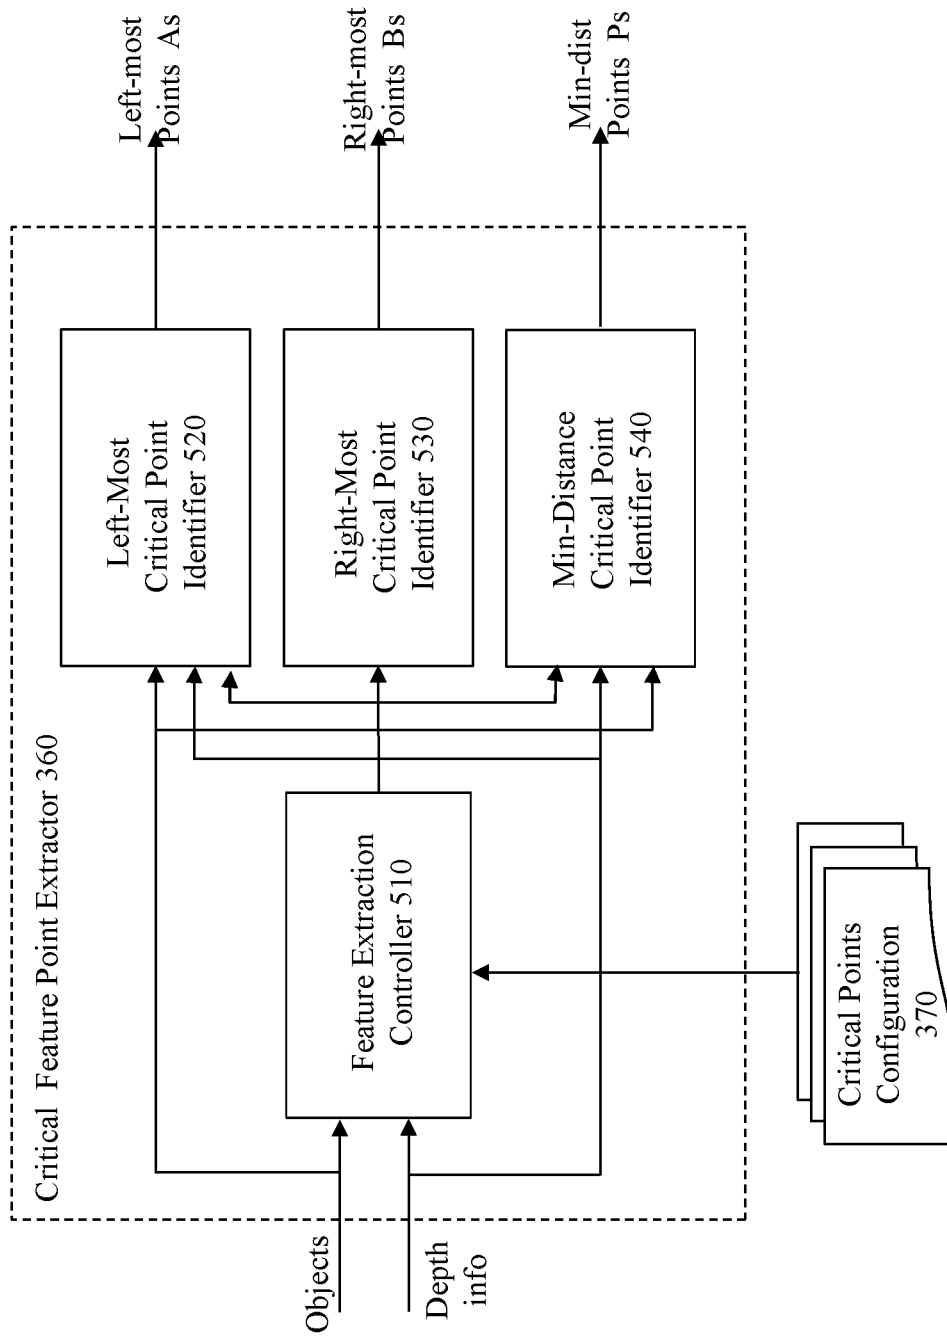 Critical Feature Point Extractor 360
Objects
Depth
info
Feature Extraction
Controller 510
Critical Points
Configuration
370
Left-Most
Critical Point
Identifier 520
Right-Most
Critical Point
Identifier 530
Min-Distance
Critical Point
Identifier 540
Left-most
Points As
Right-most
Points Bs
Min-dist
Points Ps